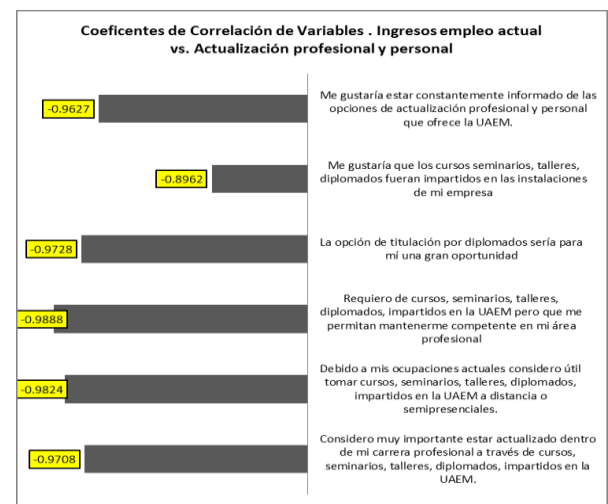 Coeficentes de Correlación de Variables . Ingresos empleo actual
vs. Actualización profesional y personal
-0.9627
Me gustaría estar constantemente informado de las
opciones de actualización profesional y personal
que ofrece la UAEM.
-0.8962
Me gustaría que los cursos seminarios, talleres,
diplomados fueran impartidos en las instalaciones
de mi empresa
-0.9728
La opción de titulación por diplomados sería para
mí una gran oportunidad
-0.9888
Requiero de cursos, seminarios, talleres,
diplomados, impartidos en la UAEM pero que me
permitan mantenerme competente en mi área
profesional
-0.9824
Debido a mis ocupaciones actuales considero útil
tomar cursos, seminarios, talleres, diplomados,
impartidos en la UAEM a distancia o
semipresenciales.
-0.9708
Considero muy importante estar actualizado dentro
de mi carrera profesional a través de cursos,
seminarios, talleres, diplomados, impartidos en la
UAEM.